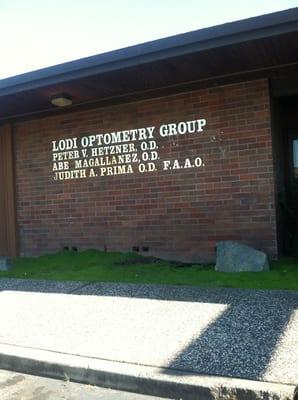 LODI OPTOMETRY GROUP
PETER V. HETZNER, O.D.
ABE MAGALLANEZ, O.D.
JUDITH A. PRIMA O.D. F.A.A.O.